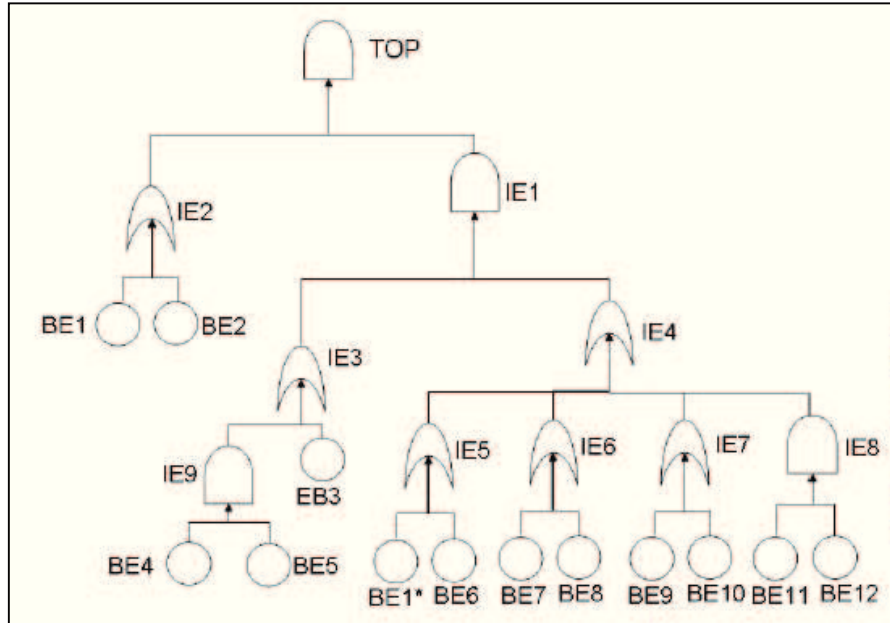 TOP
IE2
IE1
BE1
BE2
IE3
IE4
IE9
EB3
IE5
IE6
IE7
IE8
BE4
BE5
BE1*
BE6
BE7
BE8
BE9
BE10
BE11
BE12